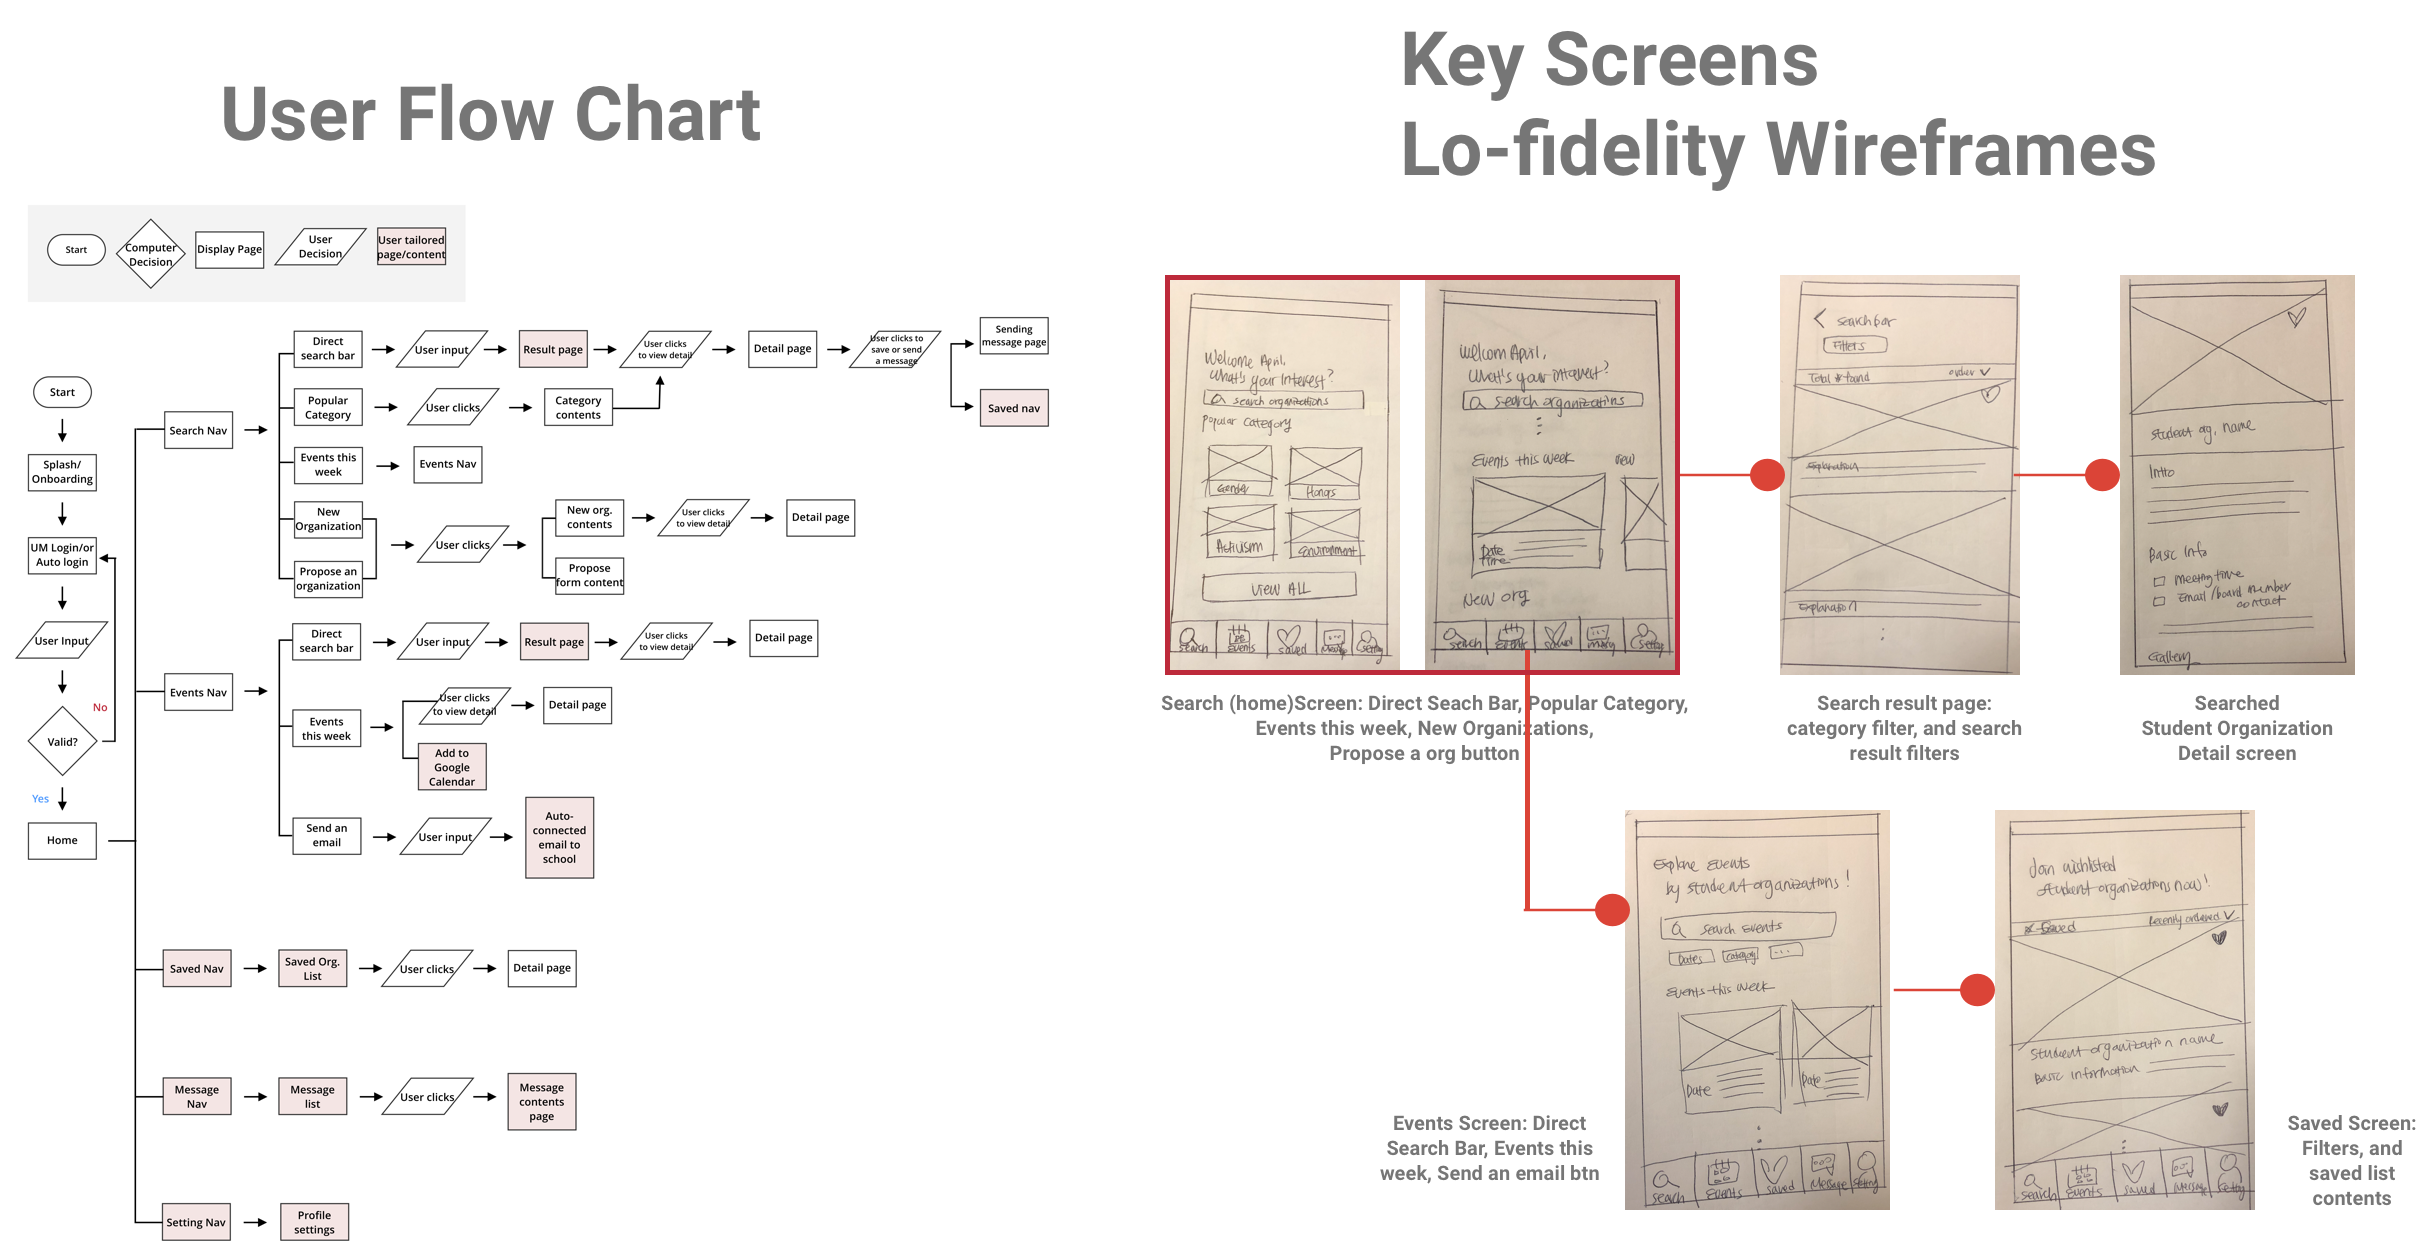 User Flow Chart
Start
Computer
Decision
Display Page
User
Decision
User tailored
page/content
Start
Splash/
Onboarding
UM Login/or
Auto login
User Input
No
Valid?
Yes
Home
Search Nav
Direct
search bar
User input
Result page
User clicks
to view detail
Detail page
User clicks to
save or send
a message
Sending
message page
Saved nav
Popular
Category
User clicks
Category
contents
Events this
week
Events Nav
New
Organization
Propose an
organization
User clicks
New org.
contents
User clicks
to view detail
Detail page
Propose
form content
Events Nav
Direct
search bar
User input
Result page
User clicks
to view detail
Detail page
Events
this week
User clicks
to view detail
Detail page
Add to
Google
Calendar
Send an
email
User input
Auto-
connected
email to
school
Saved Nav
Saved Org.
List
User clicks
Detail page
Message
Nav
Message
list
User clicks
Message
contents
page
Setting Nav
Profile
settings
Key Screens
Lo-fidelity Wireframes
Welcome April,
What's your Interest?
search organizations
Popular Category
Gender
Honors
Activism
Environment
VIEW ALL
Search
Events
Saved
Message
Setting
Welcom April,
What's your interest?
search organizations
Events this week
view
Date
Time
New org
Search
Events
Saved
Setting
Search (home)Screen: Direct Seach Bar, Popular Category,
Events this week, New Organizations,
Propose a org button
searchbar
Filters
Total # found
order
Explanation
Explanation
Search result page:
category filter, and search
result filters
student og. name
Intro
Basic Info
meeting time
Email /board number
contact
Gallery
Searched
Student Organization
Detail screen
Explore Events
by student organizations !
Search Events
Dates
Category
...
Events this week
Date
Date
Search
Events
Saved
Message
Setting
Events Screen: Direct
Search Bar, Events this
week, Send an email btn
Join wishlisted
student organizations now!
# Saved
Recently ordered
Student organization name
Basic information
Search
Events
Saved
Message
Setting
Saved Screen:
Filters, and
saved list
contents